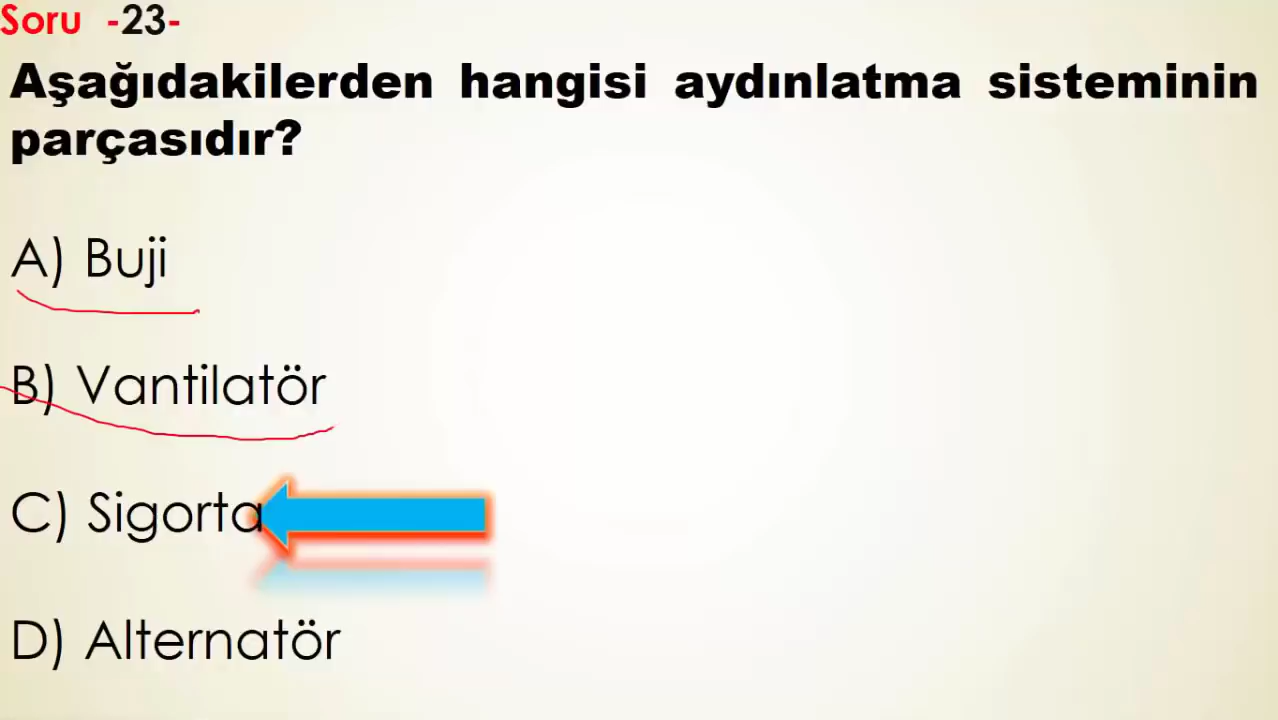 Soru -23-
Aşağıdakilerden hangisi aydınlatma sisteminin
parçasıdır?
A) Buji
B) Vantilatör
C) Sigorta
D) Alternatör